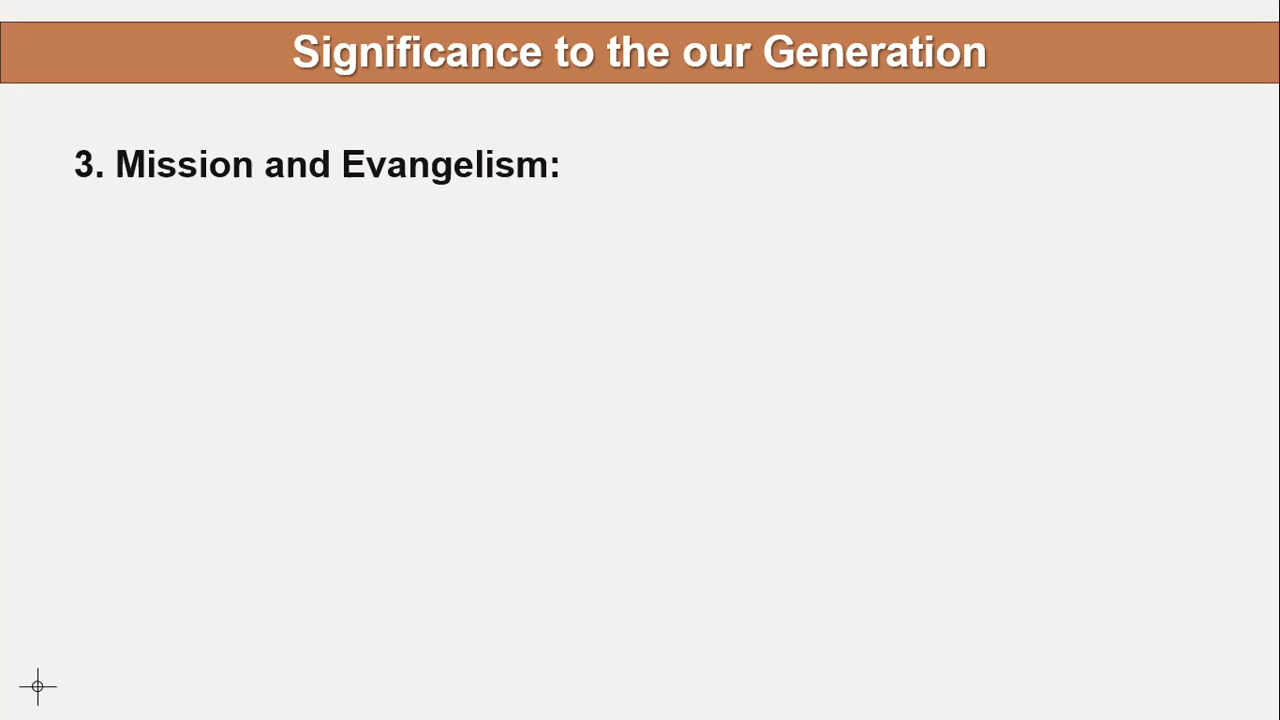 Significance to the our Generation
3. Mission and Evangelism: